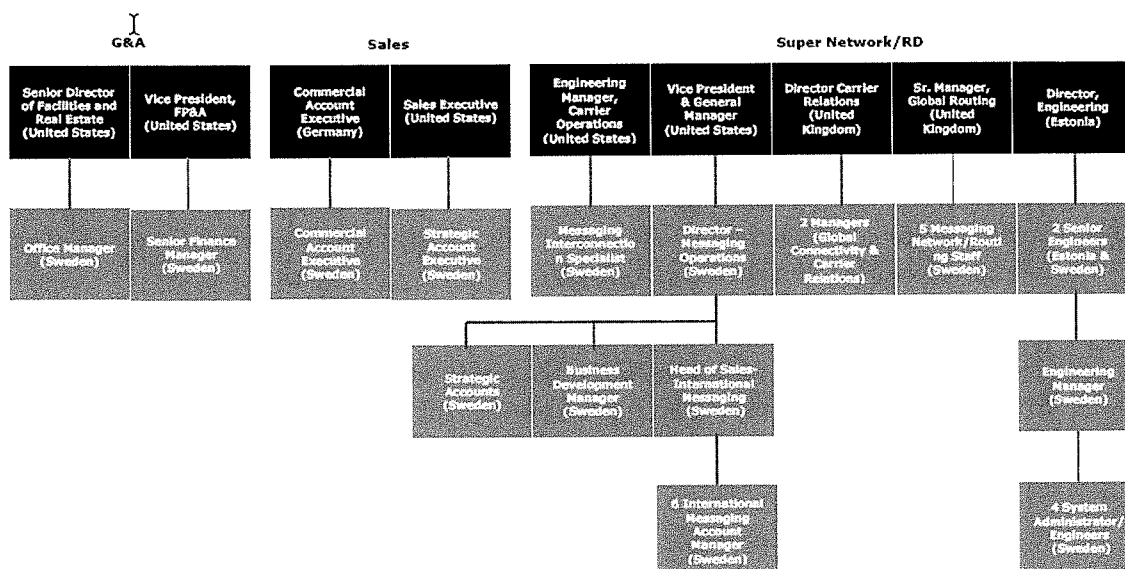 G&A
Sales
Super Network/RD
Senior Director
of Facilities and
Real Estate
(United States)
Vice President,
FP&A
(United States)
Commercial
Account
Executive
(Germany)
Sales Executive
(United States)
Engineering
Manager,
Carrier
Operations
(United States)
Vice President
& General
Manager
(United States)
Director Carrier
Relations
(United
Kingdom)
Sr. Manager,
Global Routing
(United
Kingdom)
Director,
Engineering
(Estonia)
Office Manager
(Sweden)
Senior Finance
Manager
(Sweden)
Commercial
Account
Executive
(Sweden)
Strategic
Account
Executive
(Sweden)
Messaging
Interconnectio
n Specialist
(Sweden)
Director –
Messaging
Operations
(Sweden)
2 Managers
(Global
Connectivity &
Carrier
Relations)
5 Messaging
Network/Routi
ng Staff
(Sweden)
2 Senior
Engineers
(Estonia &
Sweden)
Strategic
Accounts
(Sweden)
Business
Development
Manager
(Sweden)
Head of Sales-
International
Messaging
(Sweden)
Engineering
Manager
(Sweden)
6 International
Messaging
Account
Manager
(Sweden)
4 System
Administrator/
Engineers
(Sweden)